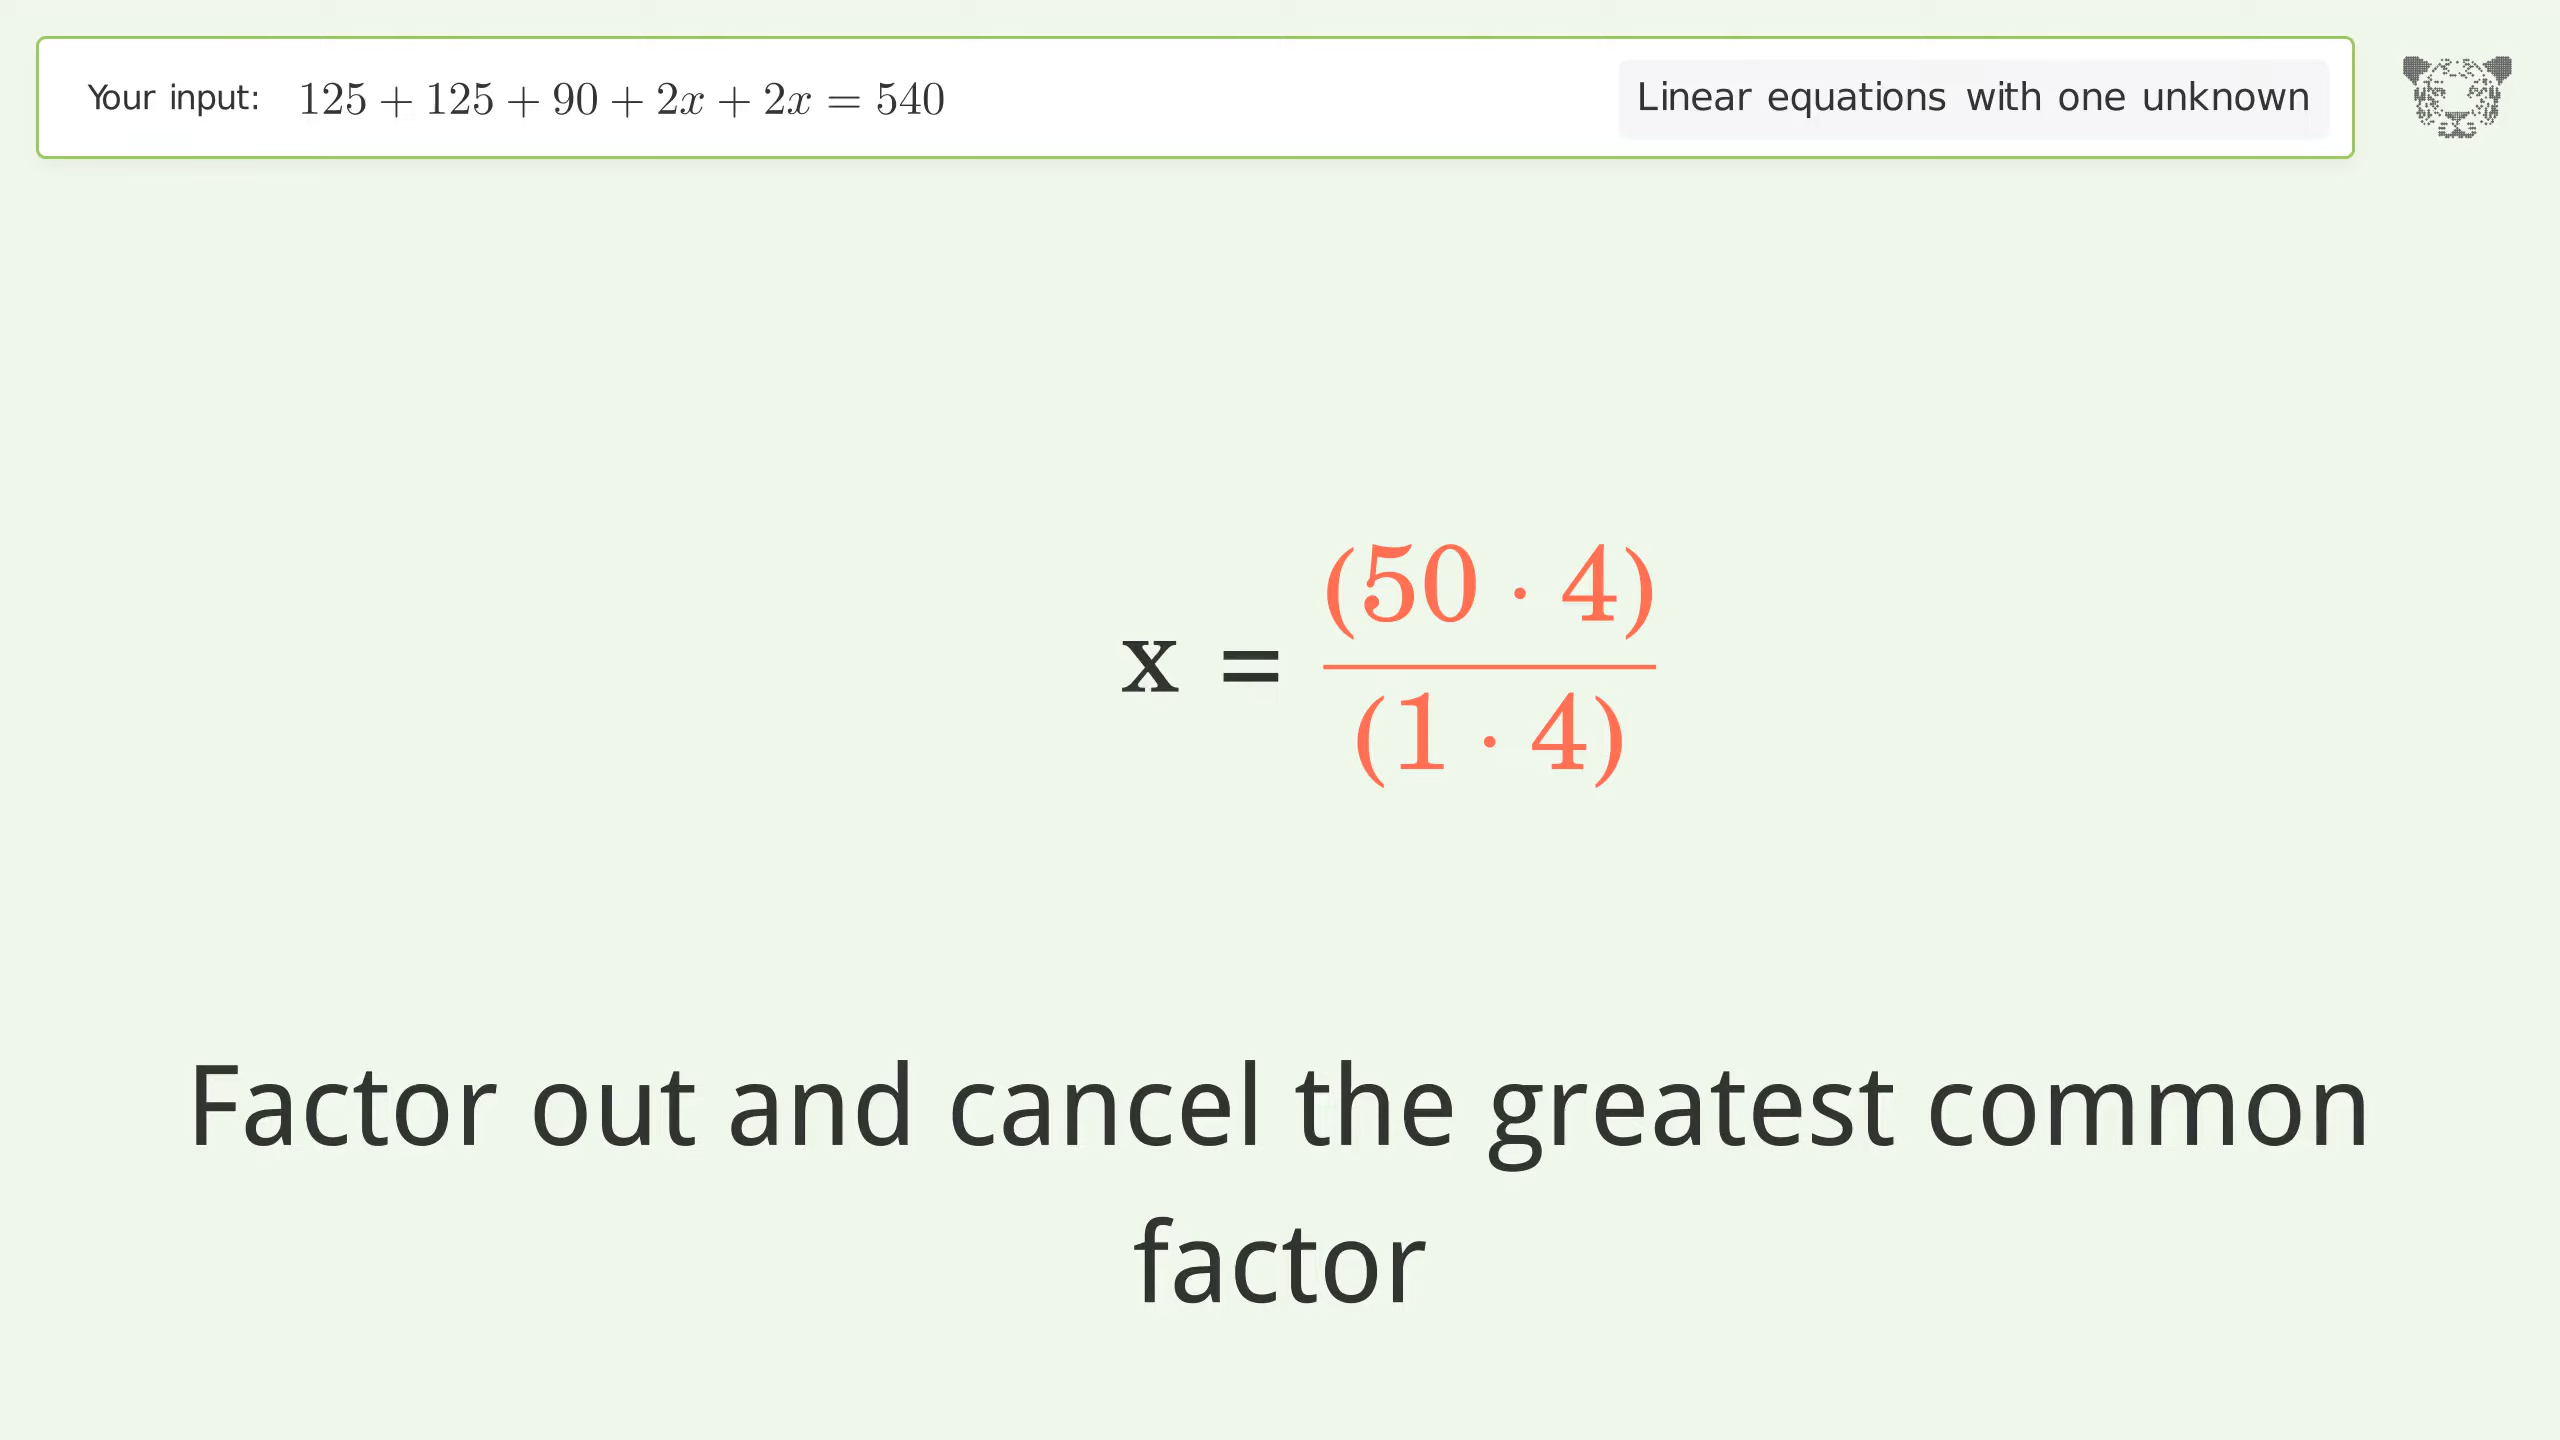 Your input: 125 + 125 + 90 + 2x + 2x = 540
Linear equations with one unknown
x = (50 · 4) / (1 · 4)
Factor out and cancel the greatest common
factor